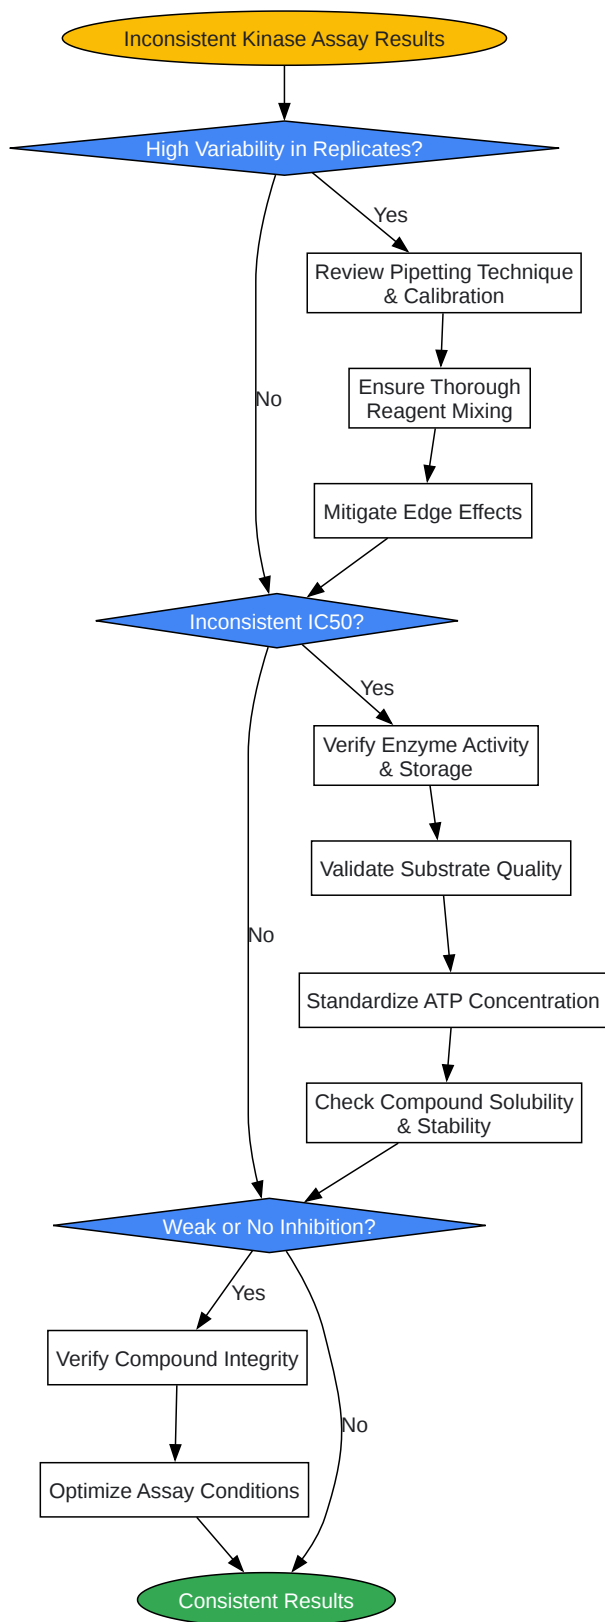 Inconsistent Kinase Assay Results
High Variability in Replicates?
Yes
Review Pipetting Technique
& Calibration
Ensure Thorough
Reagent Mixing
No
Mitigate Edge Effects
Inconsistent IC50?
Yes
Verify Enzyme Activity
& Storage
Validate Substrate Quality
No
Standardize ATP Concentration
Check Compound Solubility
& Stability
Weak or No Inhibition?
Yes
Verify Compound Integrity
No
Optimize Assay Conditions
Consistent Results